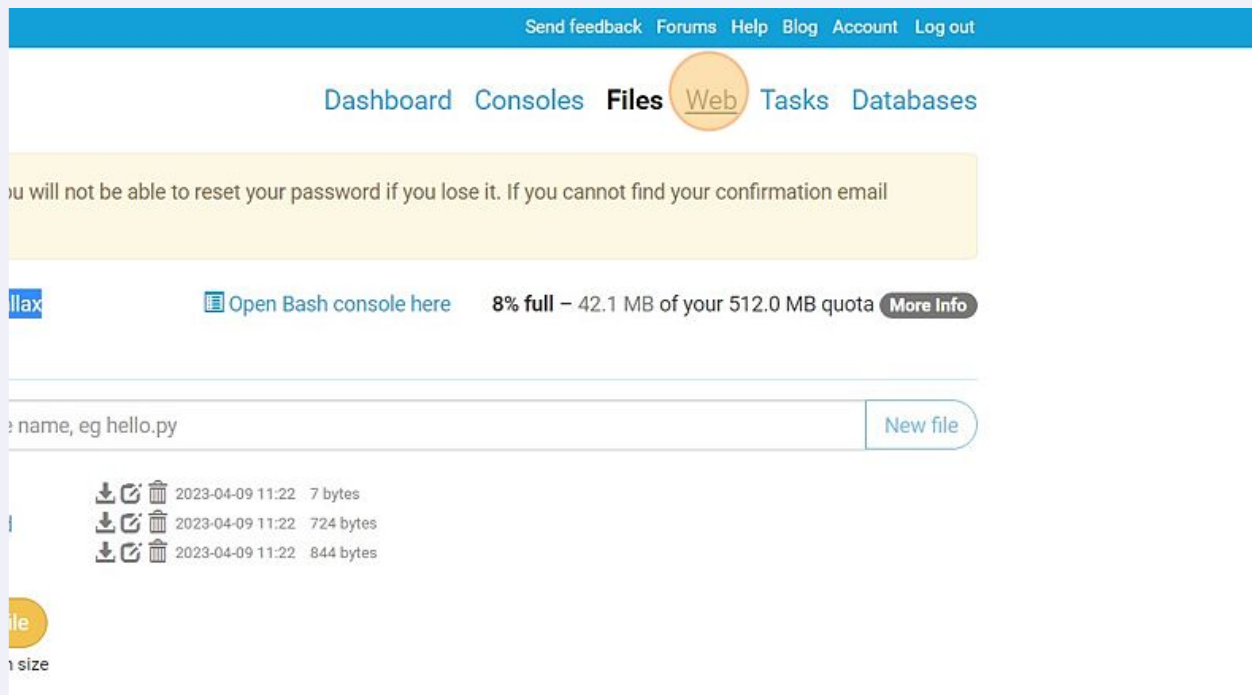 Send feedback Forums Help Blog Account Log out
Dashboard Consoles Files Web Tasks Databases
will not be able to reset your password if you lose it. If you cannot find your confirmation email
Open Bash console here 8% full – 42.1 MB of your 512.0 MB quota More Info
name, eg hello.py New file
2023-04-09 11:22 7 bytes
2023-04-09 11:22 724 bytes
2023-04-09 11:22 844 bytes
size